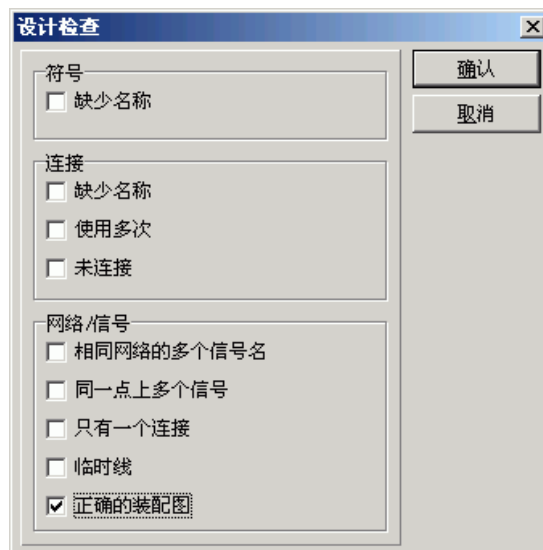 设计检查
符号
缺少名称
连接
缺少名称
使用多次
未连接
网络/信号
相同网络的多个信号名
同一点上多个信号
只有一个连接
临时线
正确的装配图
确认
取消